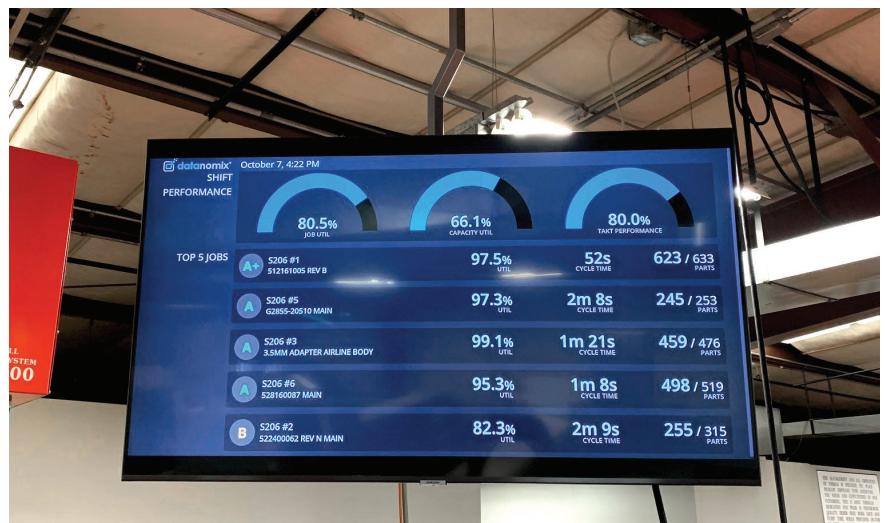 datanomix October 7, 4:22 PM
SHIFT
PERFORMANCE
80.5%
JOB UTIL
66.1%
CAPACITY UTIL
80.0%
TAKT PERFORMANCE
TOP 5 JOBS
A+ S206 #1 97.5% 52s 623 / 633
512161005 REV B UTIL CYCLE TIME PARTS
A S206 #5 97.3% 2m 8s 245 / 253
G2855-20510 MAIN UTIL CYCLE TIME PARTS
A S206 #3 99.1% 1m 21s 459 / 476
3.5MM ADAPTER AIRLINE BODY UTIL CYCLE TIME PARTS
A S206 #6 95.3% 1m 8s 498 / 519
528160087 MAIN UTIL CYCLE TIME PARTS
B S206 #2 82.3% 2m 9s 255 / 315
522400062 REV N MAIN UTIL CYCLE TIME PARTS
LL
YSTEM
00